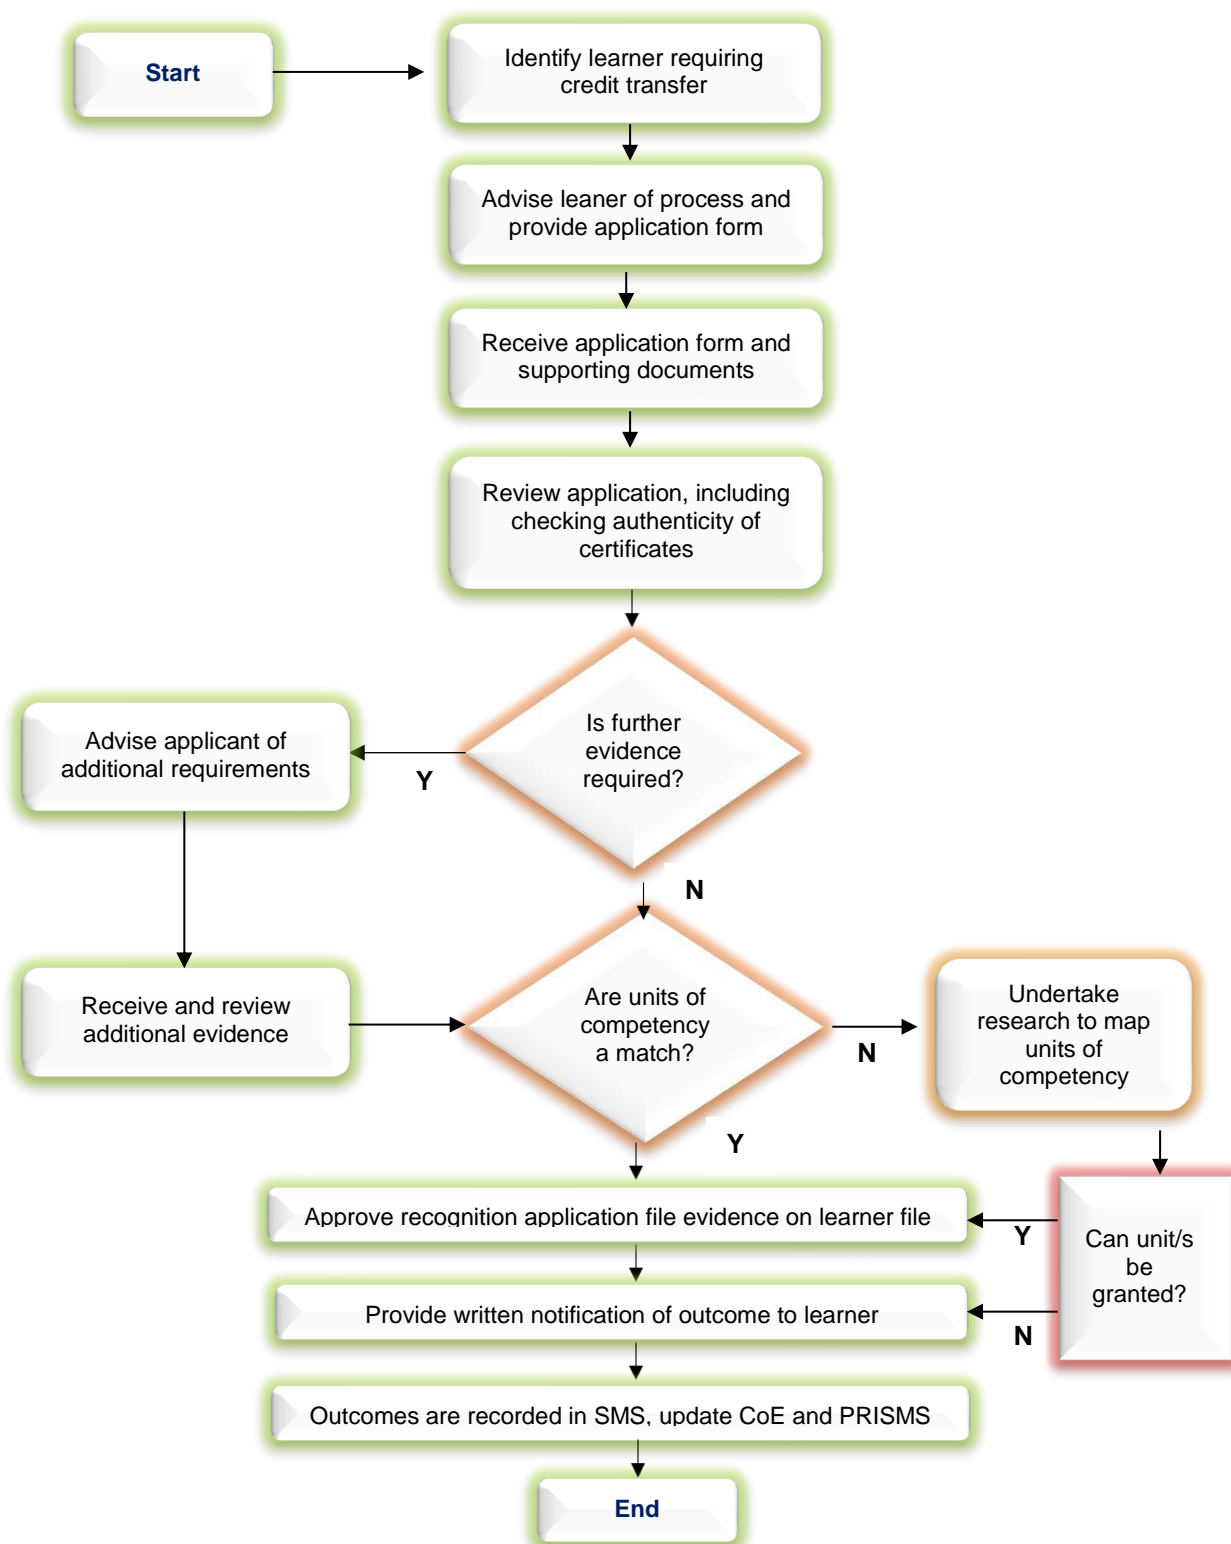 Start
Identify learner requiring
credit transfer
Advise leaner of process and
provide application form
Receive application form and
supporting documents
Review application, including
checking authenticity of
certificates
Is further
evidence
required?
Y
Advise applicant of
additional requirements
N
Receive and review
additional evidence
Are units of
competency
a match?
N
Undertake
research to map
units of
competency
Y
Approve recognition application file evidence on learner file
Y
Can unit/s
be
granted?
Provide written notification of outcome to learner
N
Outcomes are recorded in SMS, update CoE and PRISMS
End